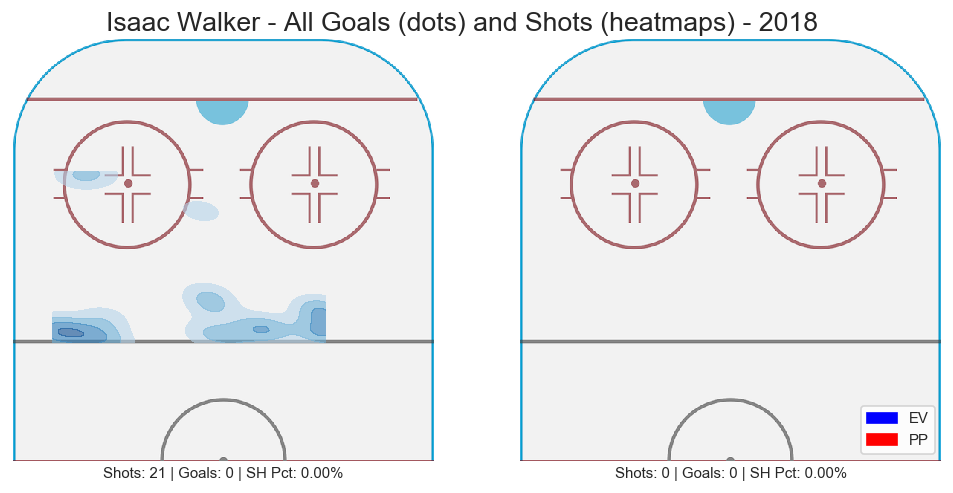 Isaac Walker - All Goals (dots) and Shots (heatmaps) - 2018
EV
PP
Shots: 21 | Goals: 0 | SH Pct: 0.00%
Shots: 0 | Goals: 0 | SH Pct: 0.00%